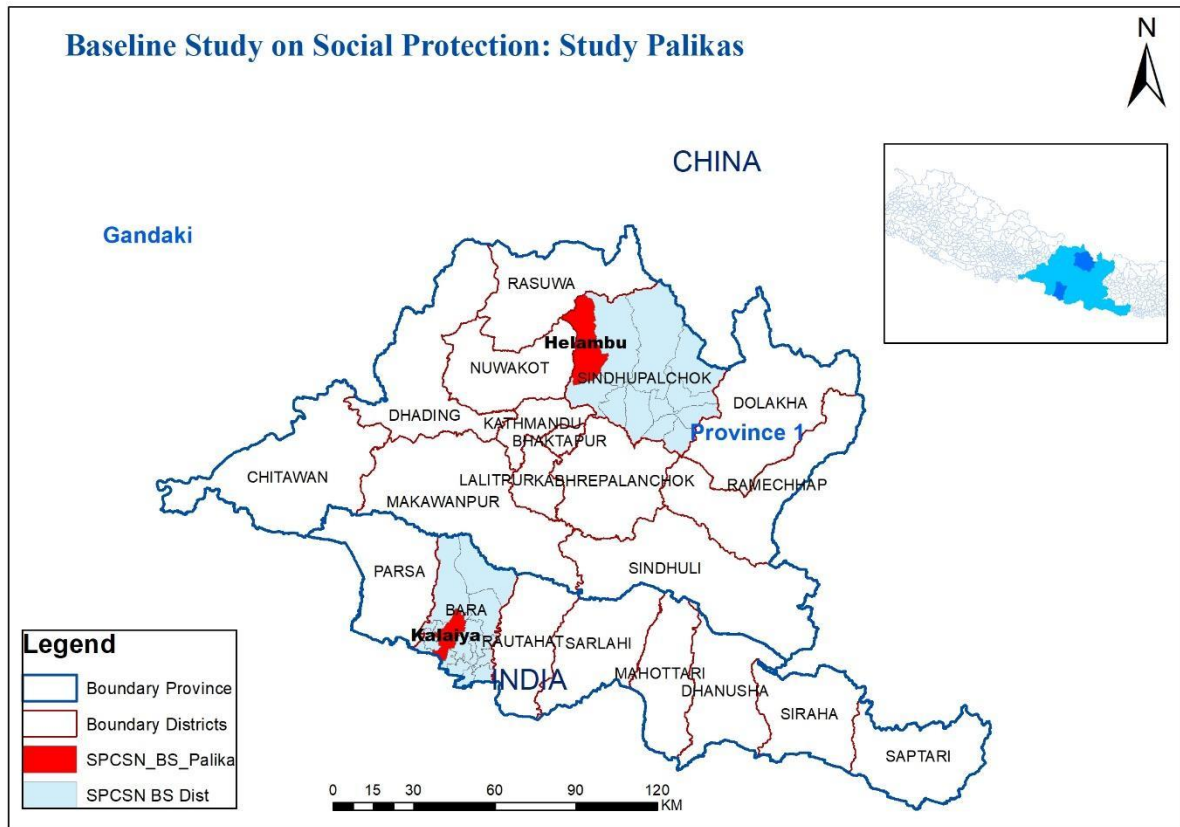 Baseline Study on Social Protection: Study Palikas
N
CHINA
Gandaki
RASUWA
Helambu
NUWAKOT
SINDHUPALCHOK
DOLAKHA
DHADING
KATHMANDU
BHAKTAPUR
Province 1
CHITAWAN
LALITPUR
KABHREPALANCHOK
RAMECHHAP
MAKAWANPUR
PARSA
SINDHULI
BARA
Kalaiya
RAUTAHAT
SARLAHI
MAHOTTARI
INDIA
DHANUSHA
SIRAHA
SAPTARI
Legend
Boundary Province
Boundary Districts
SPCSN_BS_Palika
SPCSN BS Dist
0 15 30 60 90 120
KM